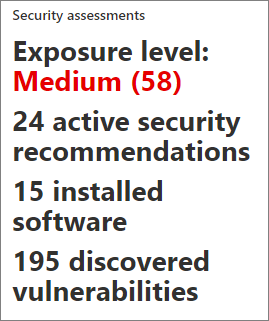 Security assessments
Exposure level:
Medium (58)
24 active security
recommendations
15 installed
software
195 discovered
vulnerabilities